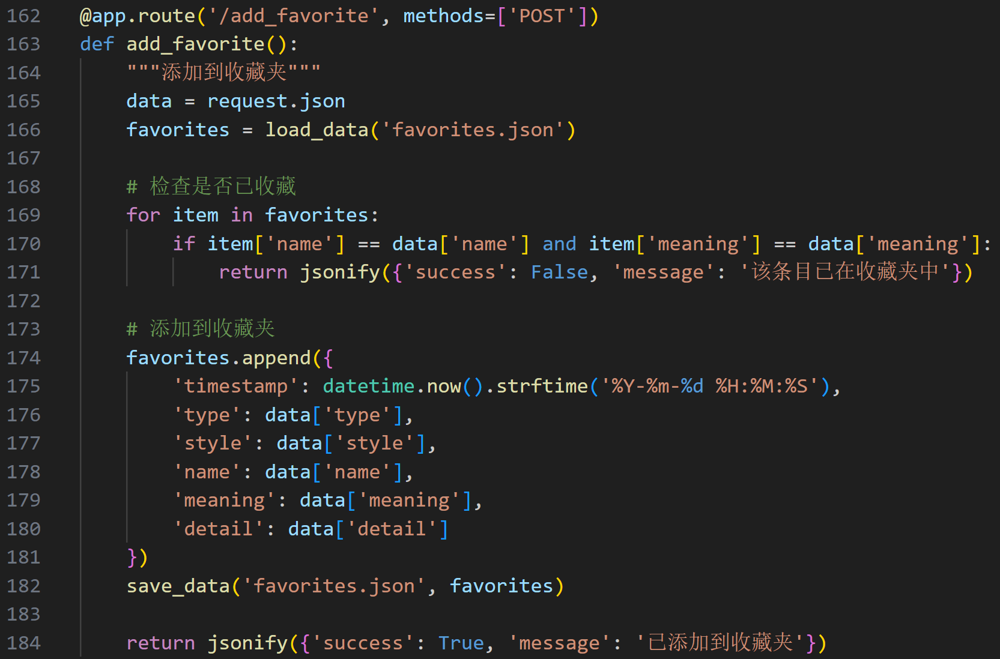 162 @app.route('/add_favorite', methods=['POST'])
163 def add_favorite():
164     """添加到收藏夹"""
165     data = request.json
166     favorites = load_data('favorites.json')
167
168     # 检查是否已收藏
169     for item in favorites:
170         if item['name'] == data['name'] and item['meaning'] == data['meaning']:
171             return jsonify({'success': False, 'message': '该条目已在收藏夹中'})
172
173     # 添加到收藏夹
174     favorites.append({
175         'timestamp': datetime.now().strftime('%Y-%m-%d %H:%M:%S'),
176         'type': data['type'],
177         'style': data['style'],
178         'name': data['name'],
179         'meaning': data['meaning'],
180         'detail': data['detail']
181     })
182     save_data('favorites.json', favorites)
183
184     return jsonify({'success': True, 'message': '已添加到收藏夹'})